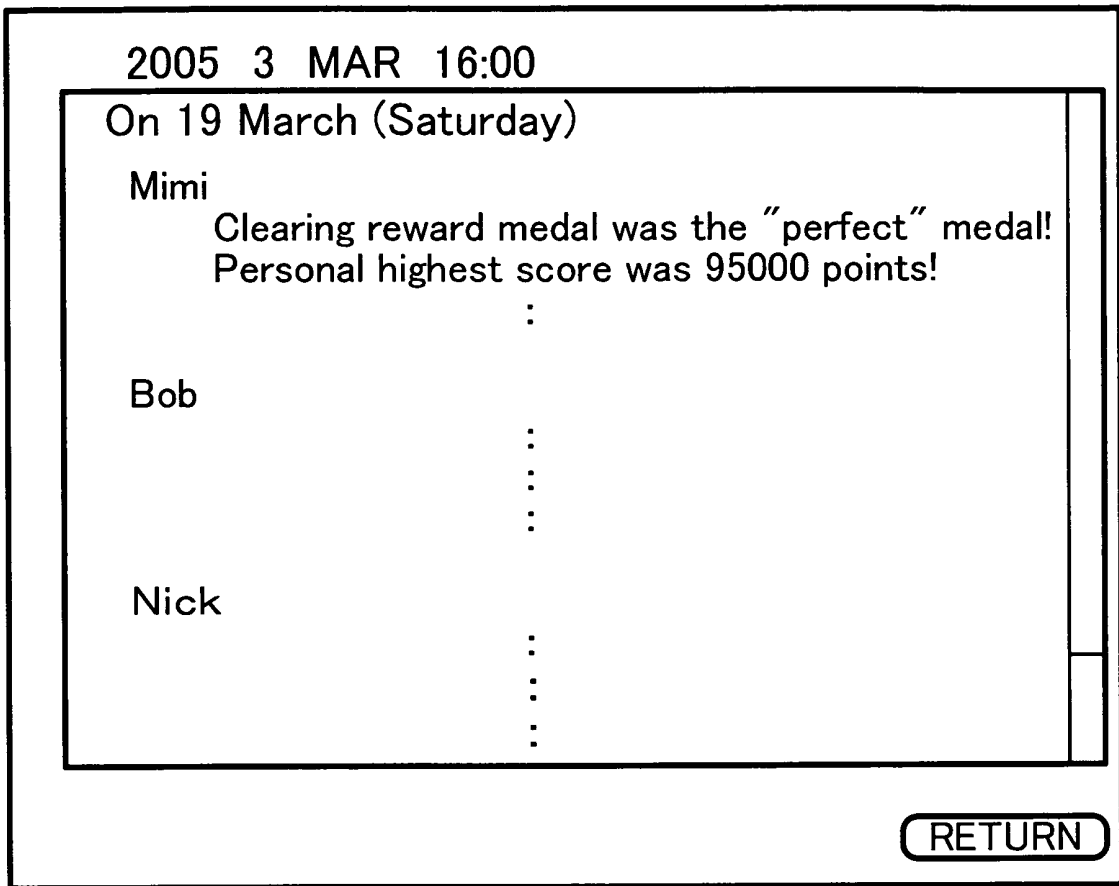 2005 3 MAR 16:00
On 19 March (Saturday)
Mimi
Clearing reward medal was the "perfect" medal!
Personal highest score was 95000 points!
:
Bob
:
:
:
Nick
:
:
:
RETURN